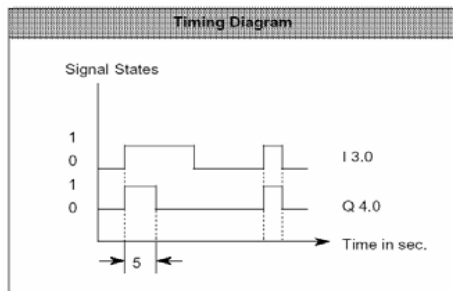 Timing Diagram
Signal States
1
0
I 3.0
1
0
Q 4.0
Time in sec.
5